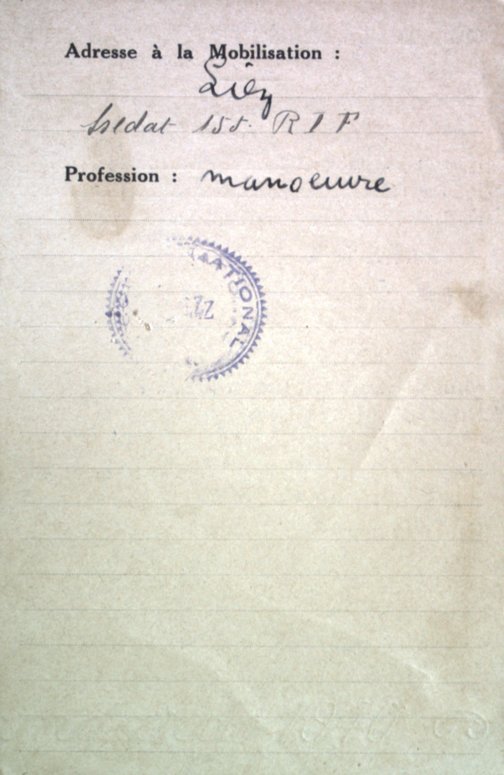 Adresse à la Mobilisation :
Liez
Soldat 155. R I F
Profession : manoeuvre
NATIONAL